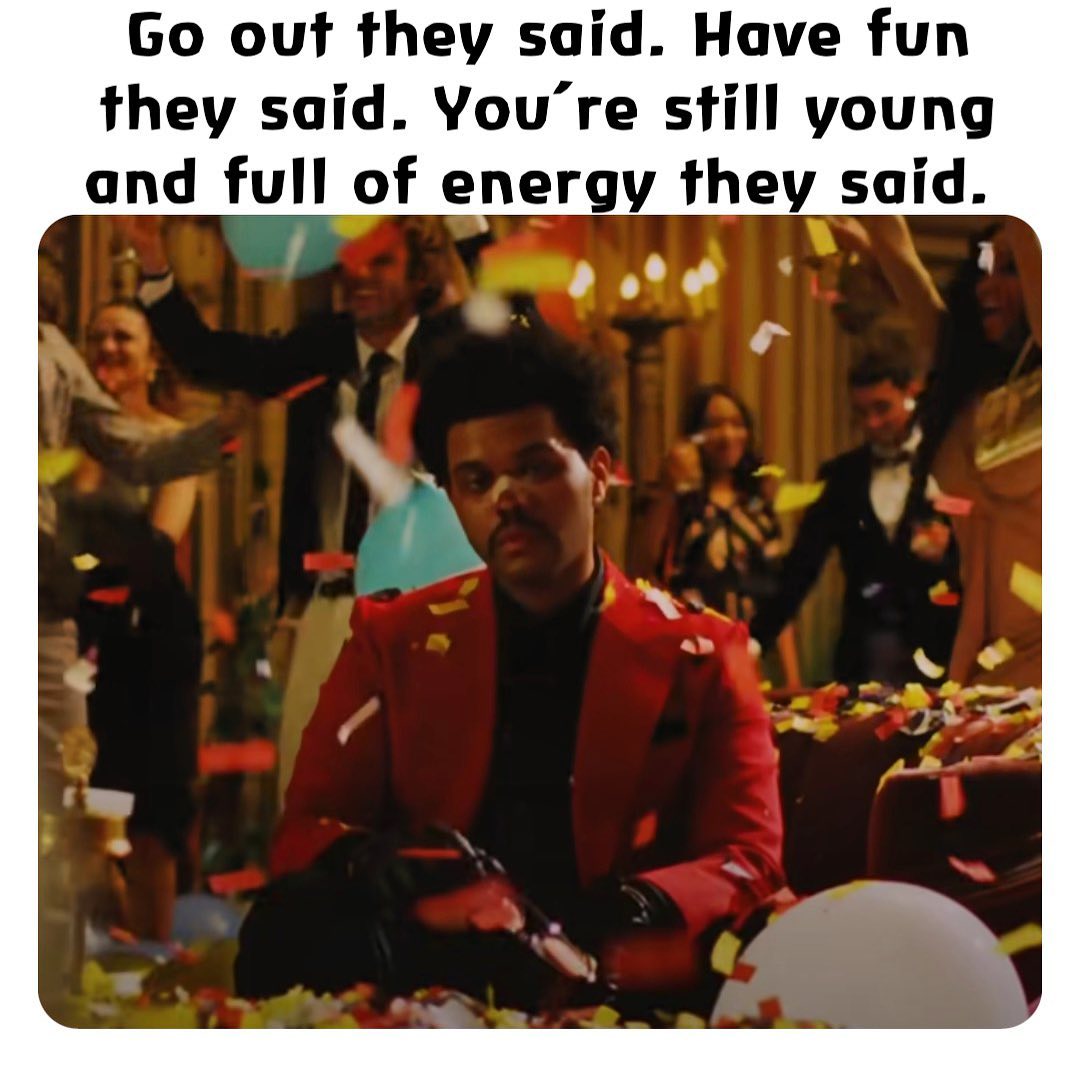 Go out they said. Have fun
they said. You´re still young
and full of energy they said.